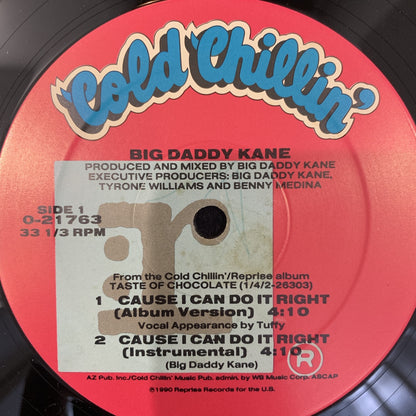 'Cold Chillin'
BIG DADDY KANE
PRODUCED AND MIXED BY BIG DADDY KANE
EXECUTIVE PRODUCERS: BIG DADDY KANE,
TYRONE WILLIAMS AND BENNY MEDINA
SIDE 1
0-21763
33 1/3 RPM
r
From the Cold Chillin'/Reprise album
TASTE OF CHOCOLATE (1/4/2-26303)
1 CAUSE I CAN DO IT RIGHT
(Album Version) 4:10
Vocal Appearance by Tuffy
2 CAUSE I CAN DO IT RIGHT
(Instrumental) 4:10
(Big Daddy Kane)
R
AZ Pub. Inc./Cold Chillin' Music Pub. admin. by WB Music Corp. ASCAP
©1990 Reprise Records for the U.S.